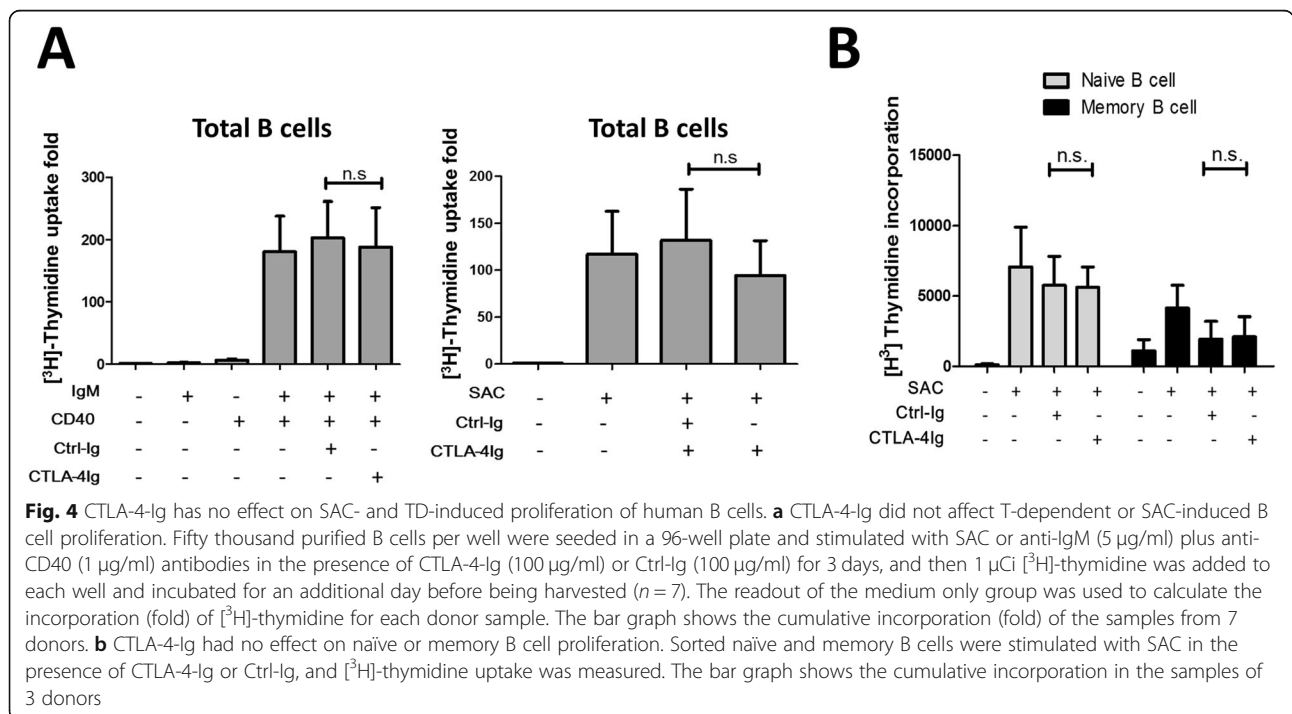 A
B
Total B cells
[³H]-Thymidine uptake fold
300
200
100
0
n.s
IgM - + - + + +
CD40 - - + + + +
Ctrl-Ig - - - - + -
CTLA-4Ig - - - - - +
Total B cells
[³H]-Thymidine uptake fold
200
150
100
50
0
n.s
SAC - + + +
Ctrl-Ig - - + -
CTLA-4Ig - - + +
Naive B cell
Memory B cell
[H³] Thymidine incorporation
15000
10000
5000
0
n.s.
n.s.
SAC - + + + - + + +
Ctrl-Ig - - + - - - + -
CTLA-4Ig - - - + - - - +
Fig. 4 CTLA-4-Ig has no effect on SAC- and TD-induced proliferation of human B cells. a CTLA-4-Ig did not affect T-dependent or SAC-induced B
cell proliferation. Fifty thousand purified B cells per well were seeded in a 96-well plate and stimulated with SAC or anti-IgM (5 μg/ml) plus anti-
CD40 (1 μg/ml) antibodies in the presence of CTLA-4-Ig (100 μg/ml) or Ctrl-Ig (100 μg/ml) for 3 days, and then 1 μCi [³H]-thymidine was added to
each well and incubated for an additional day before being harvested (n = 7). The readout of the medium only group was used to calculate the
incorporation (fold) of [³H]-thymidine for each donor sample. The bar graph shows the cumulative incorporation (fold) of the samples from 7
donors. b CTLA-4-Ig had no effect on naïve or memory B cell proliferation. Sorted naïve and memory B cells were stimulated with SAC in the
presence of CTLA-4-Ig or Ctrl-Ig, and [³H]-thymidine uptake was measured. The bar graph shows the cumulative incorporation in the samples of
3 donors